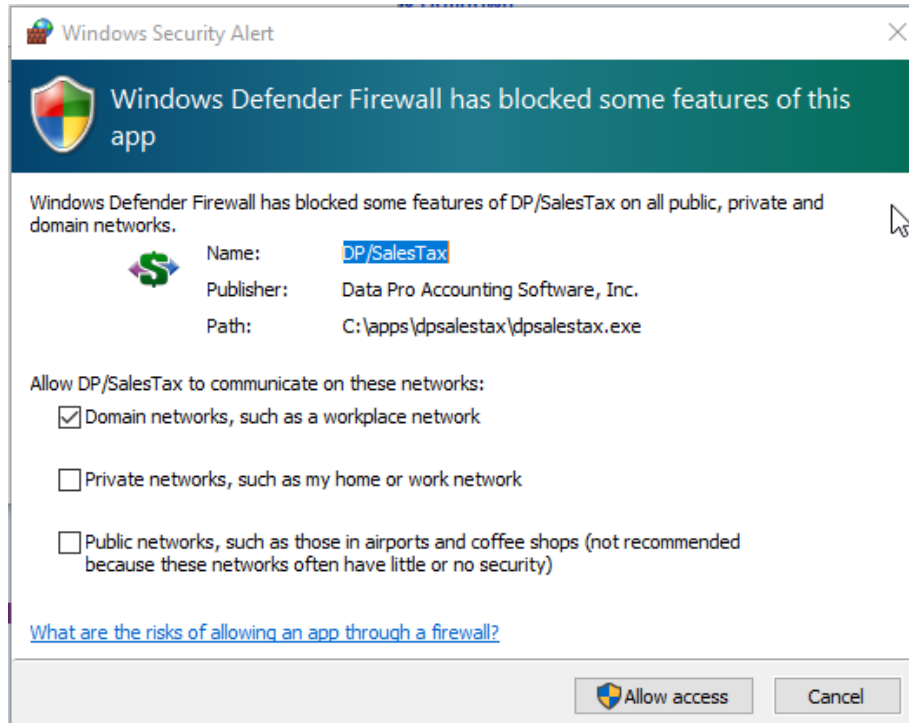 Windows Security Alert
Windows Defender Firewall has blocked some features of this
app
Windows Defender Firewall has blocked some features of DP/SalesTax on all public, private and
domain networks.
Name: DP/SalesTax
Publisher: Data Pro Accounting Software, Inc.
Path: C:\apps\dpsalestax\dpsalestax.exe
Allow DP/SalesTax to communicate on these networks:
Domain networks, such as a workplace network
Private networks, such as my home or work network
Public networks, such as those in airports and coffee shops (not recommended
because these networks often have little or no security)
What are the risks of allowing an app through a firewall?
Allow access Cancel